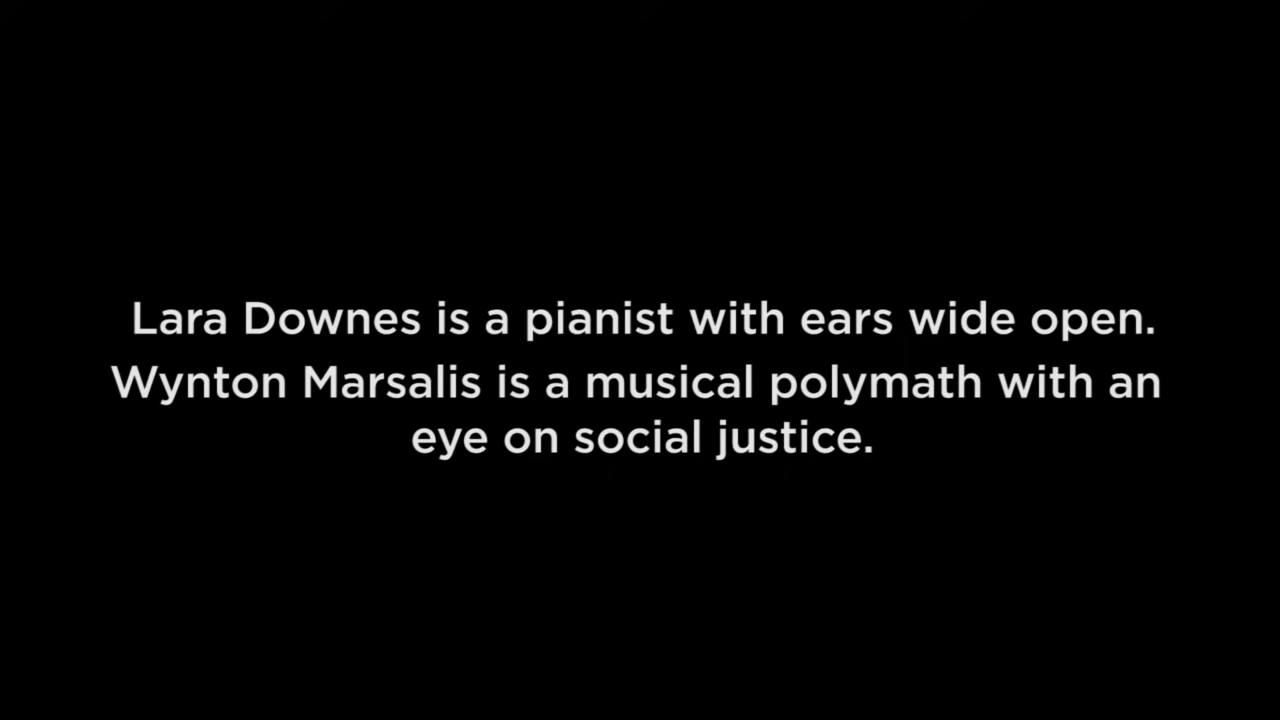 Lara Downes is a pianist with ears wide open.
Wynton Marsalis is a musical polymath with an
eye on social justice.